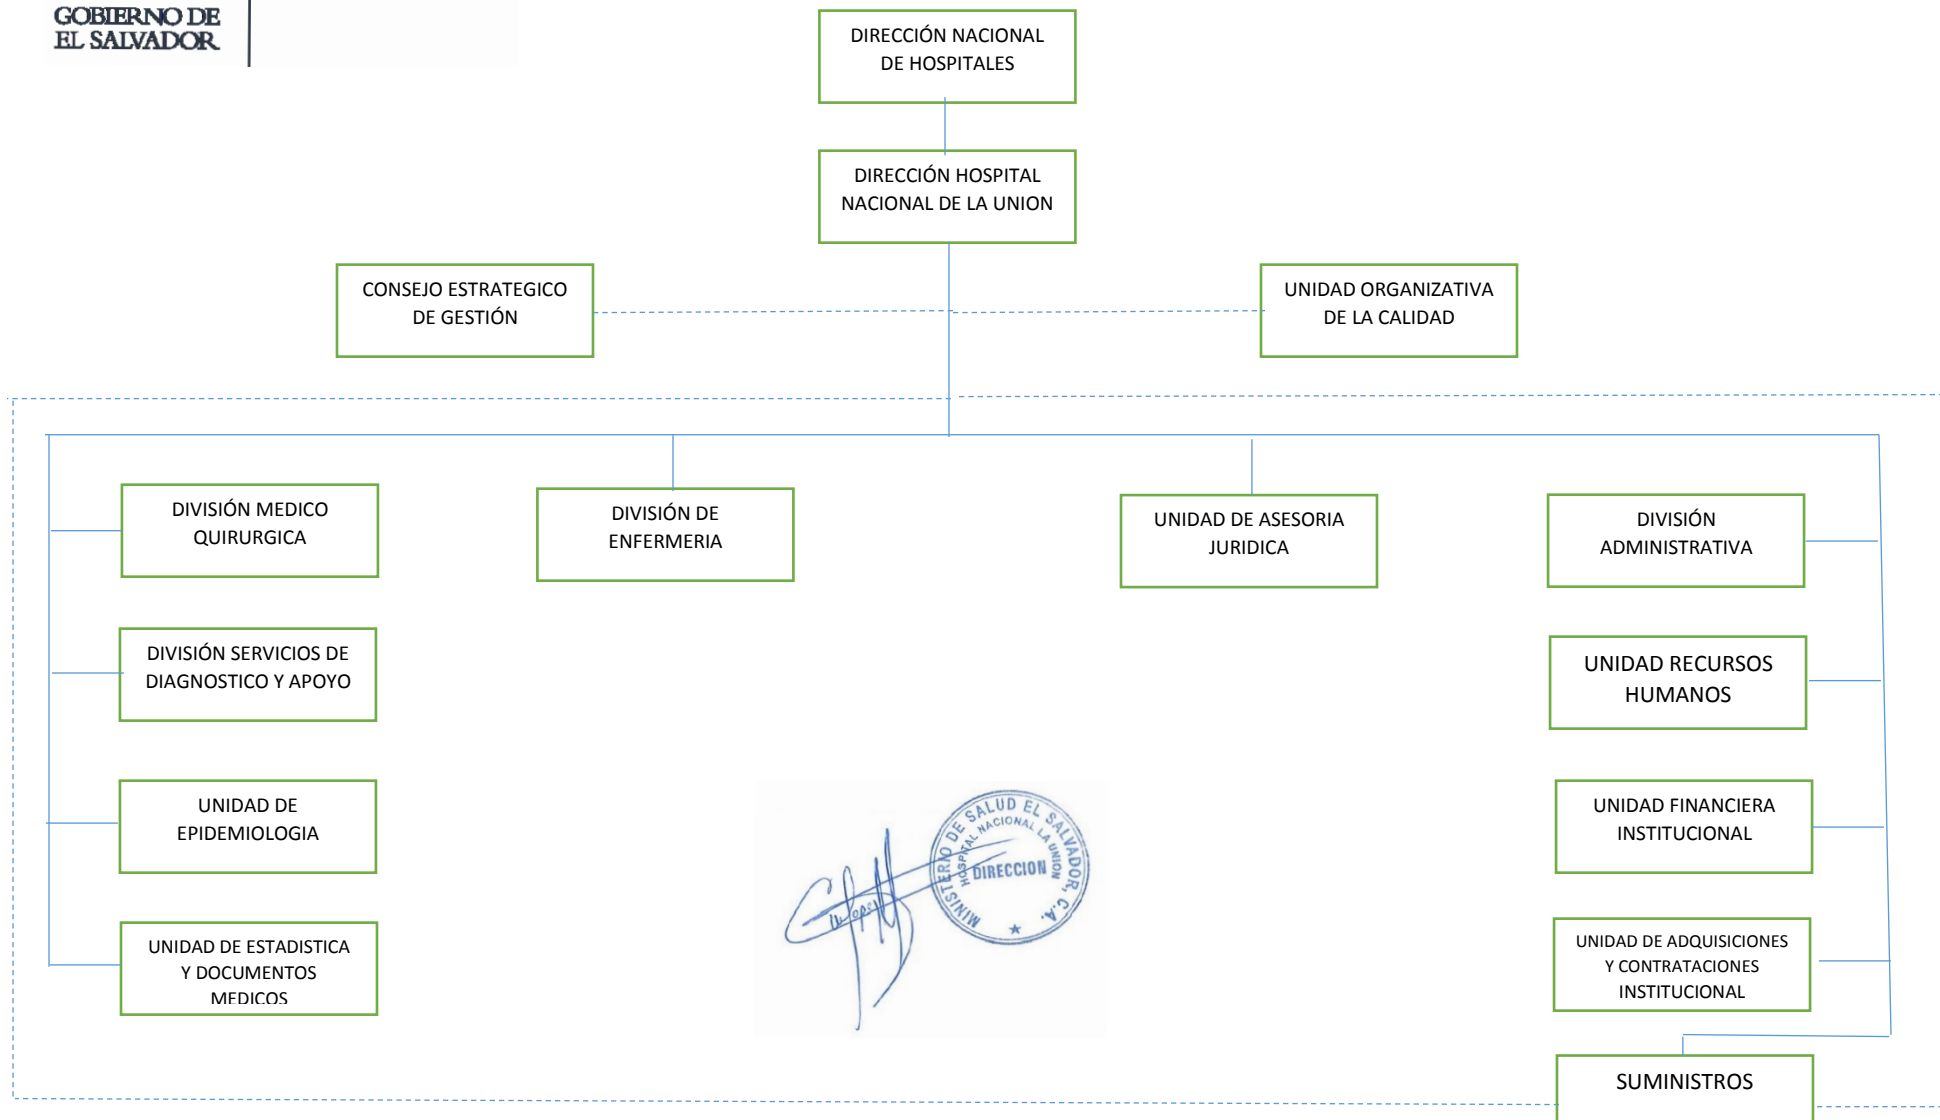 GOBIERNO DE
EL SALVADOR
DIRECCIÓN NACIONAL
DE HOSPITALES
DIRECCIÓN HOSPITAL
NACIONAL DE LA UNION
CONSEJO ESTRATEGICO
DE GESTIÓN
UNIDAD ORGANIZATIVA
DE LA CALIDAD
DIVISIÓN MEDICO
QUIRURGICA
DIVISIÓN DE
ENFERMERIA
UNIDAD DE ASESORIA
JURIDICA
DIVISIÓN
ADMINISTRATIVA
DIVISIÓN SERVICIOS DE
DIAGNOSTICO Y APOYO
UNIDAD RECURSOS
HUMANOS
UNIDAD DE
EPIDEMIOLOGIA
UNIDAD FINANCIERA
INSTITUCIONAL
UNIDAD DE ESTADISTICA
Y DOCUMENTOS
MEDICOS
UNIDAD DE ADQUISICIONES
Y CONTRATACIONES
INSTITUCIONAL
SUMINISTROS
MINISTERIO DE SALUD EL SALVADOR, C.A.
HOSPITAL NACIONAL LA UNION
DIRECCION